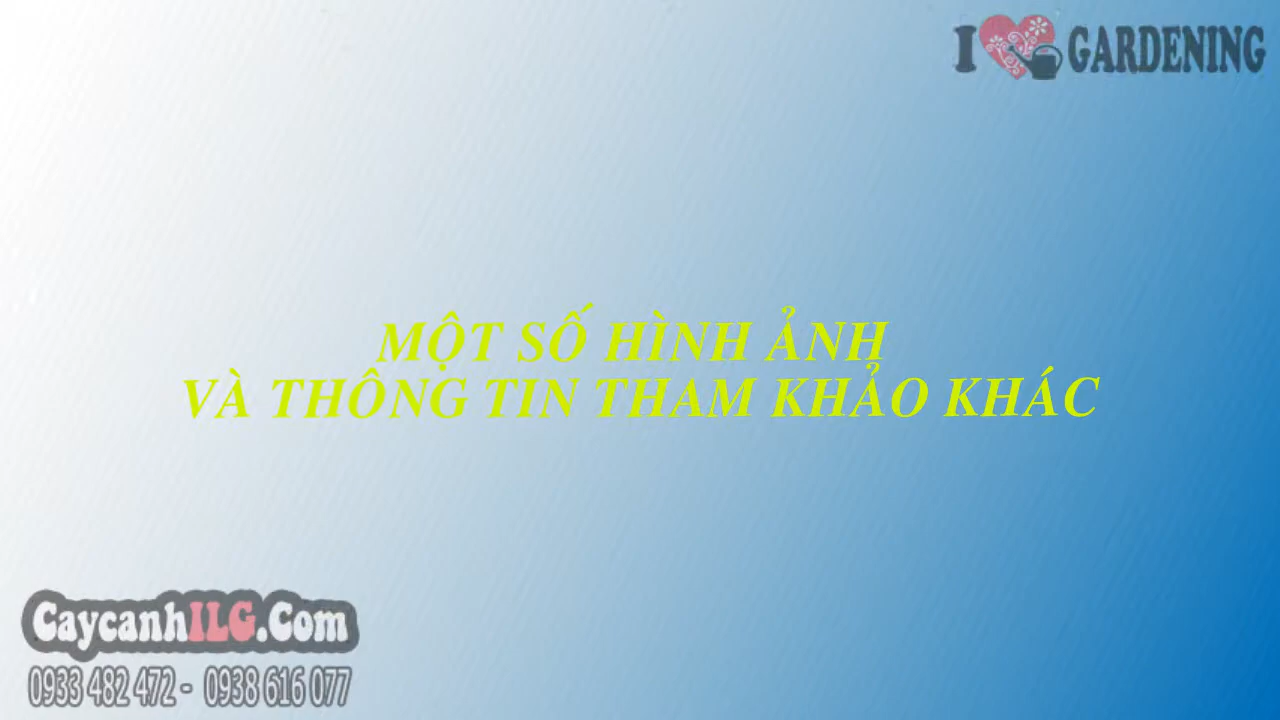 I GARDENING
MỘT SỐ HÌNH ẢNH
VÀ THÔNG TIN THAM KHẢO KHÁC
CaycanhILG.Com
0933 482 472 - 0938 616 077